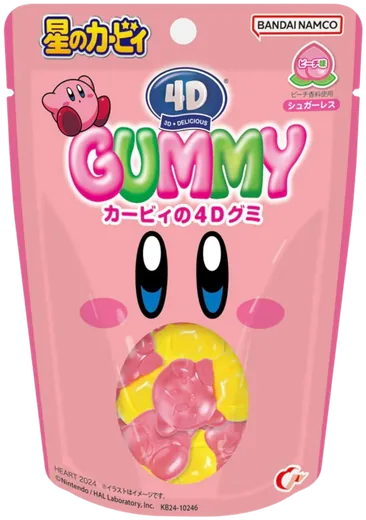 星のカービィ
BANDAI NAMCO
4D®
3D + DELICIOUS
ピーチ味
ピーチ香料使用
シュガーレス
GUMMY
カービィの4Dグミ
HEART 2024 ※イラストはイメージです。
©Nintendo / HAL Laboratory, Inc. KB24-10246